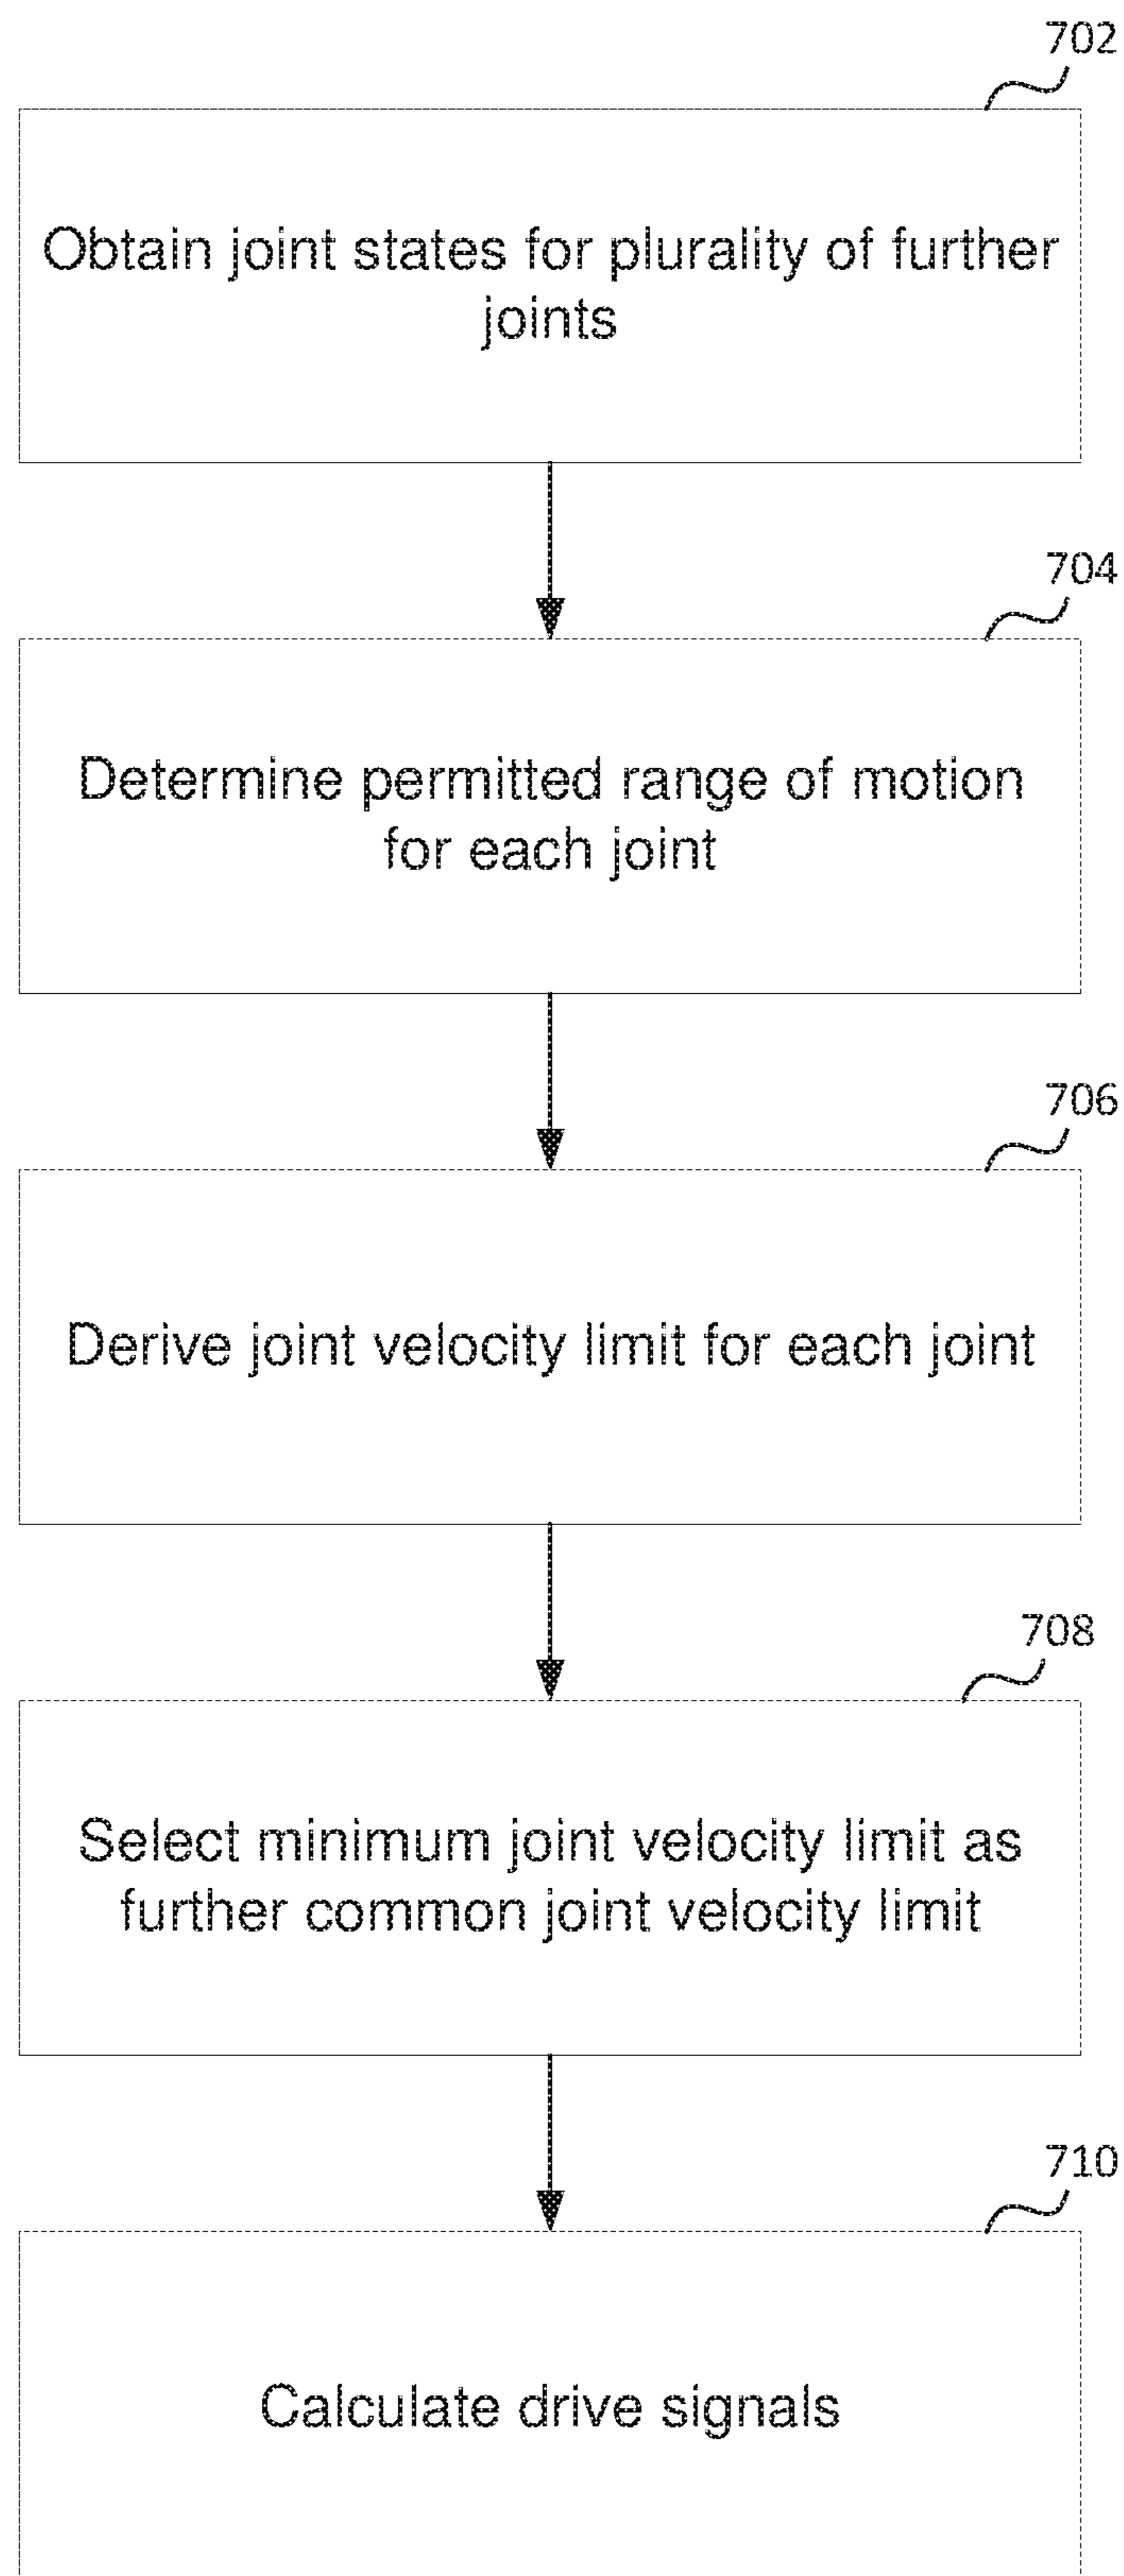 702
Obtain joint states for plurality of further
joints
704
Determine permitted range of motion
for each joint
706
Derive joint velocity limit for each joint
708
Select minimum joint velocity limit as
further common joint velocity limit
710
Calculate drive signals